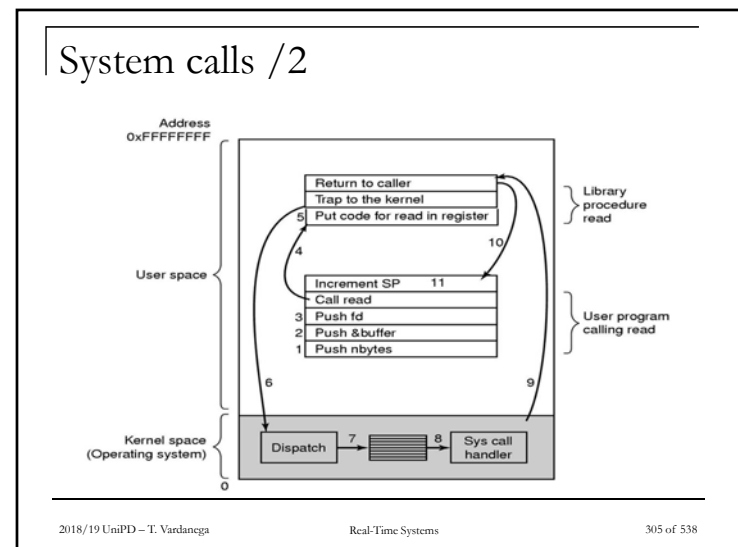 System calls /2
Address
0xFFFFFFFF
Return to caller
Trap to the kernel
5 Put code for read in register
Library
procedure
read
4
10
User space
Increment SP 11
Call read
3 Push fd
2 Push &buffer
1 Push nbytes
User program
calling read
6
9
Kernel space
(Operating system)
Dispatch
7
8
Sys call
handler
0
2018/19 UniPD – T. Vardanega
Real-Time Systems
305 of 538